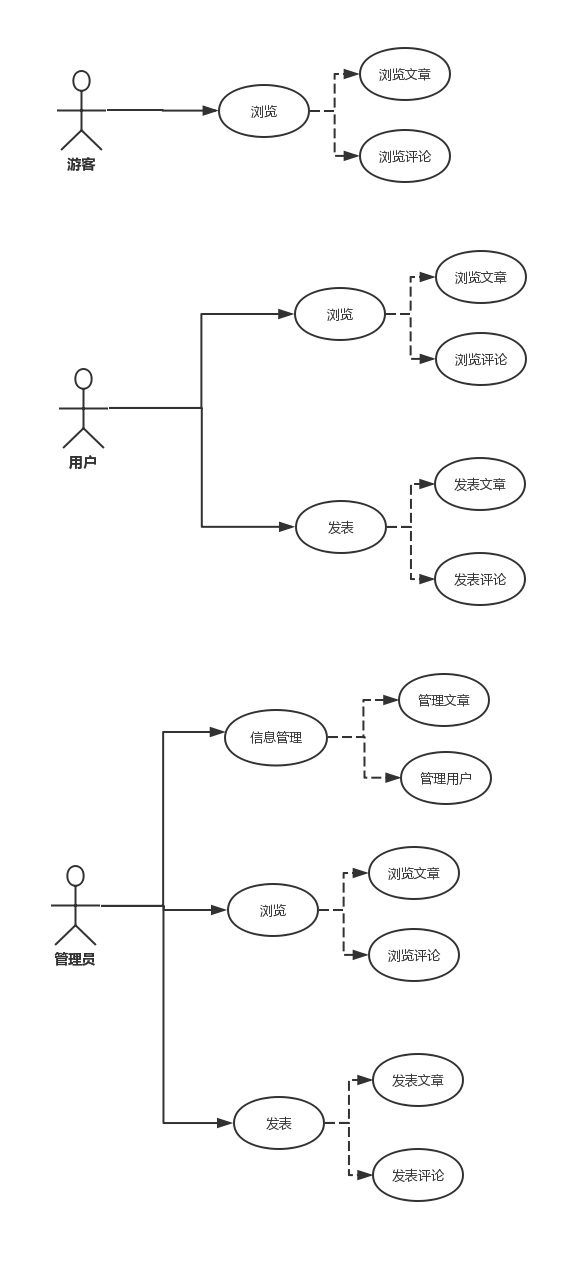 浏览文章
浏览
浏览评论
游客
浏览文章
浏览
浏览评论
用户
发表文章
发表
发表评论
管理文章
信息管理
管理用户
浏览文章
浏览
浏览评论
管理员
发表文章
发表
发表评论